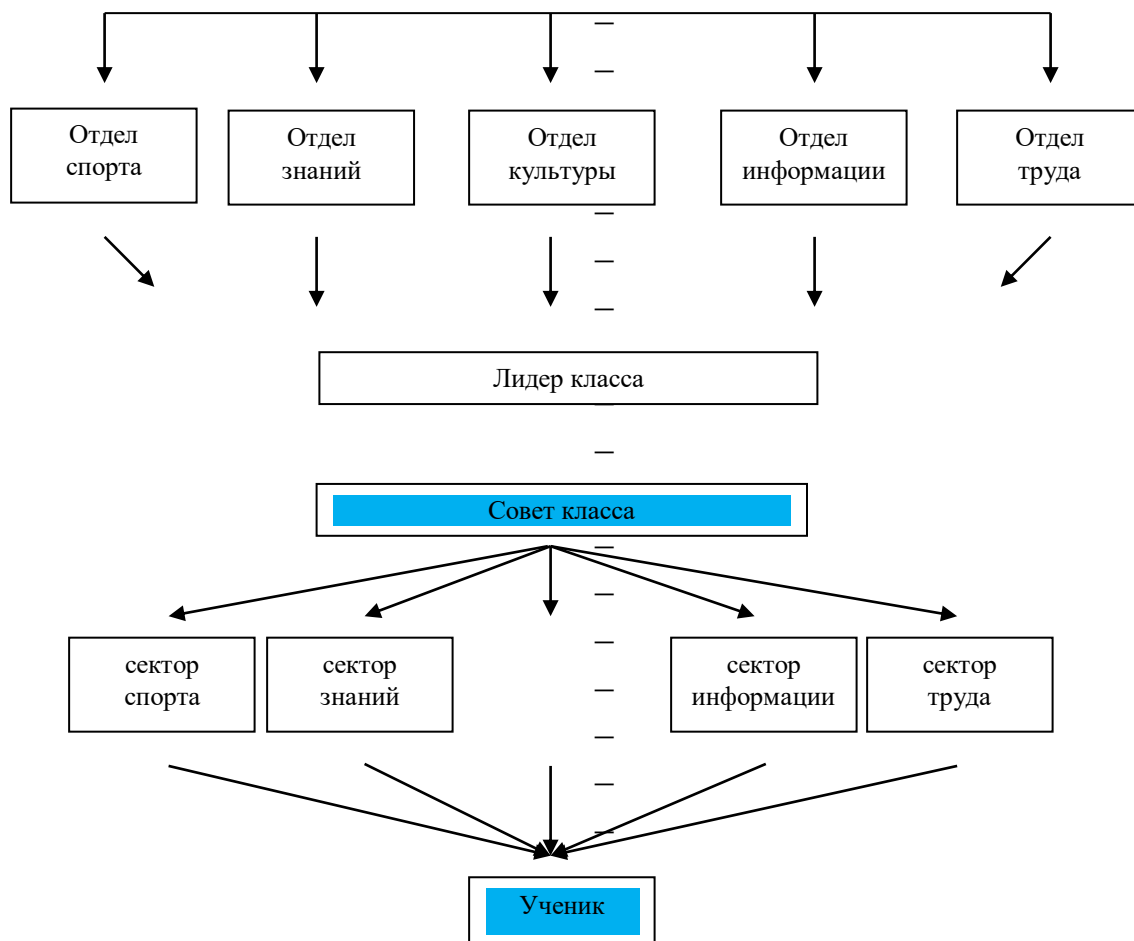 Отдел
спорта
Отдел
знаний
Отдел
культуры
Отдел
информации
Отдел
труда
Лидер класса
Совет класса
сектор
спорта
сектор
знаний
сектор
информации
сектор
труда
Ученик